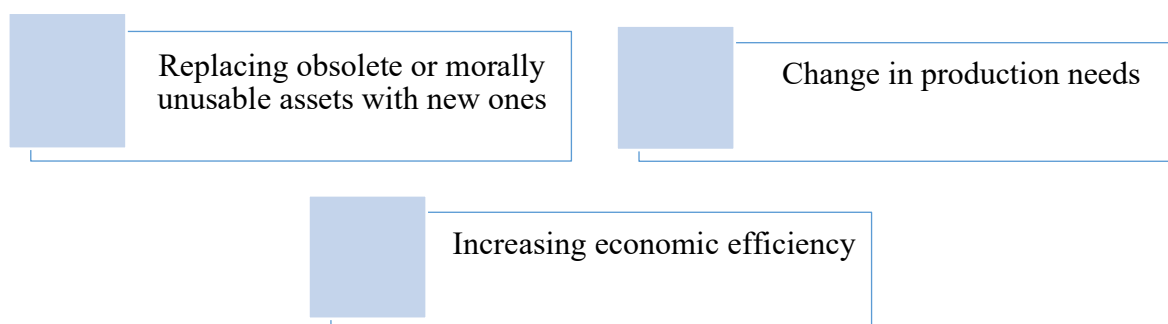 Replacing obsolete or morally
unusable assets with new ones
Change in production needs
Increasing economic efficiency